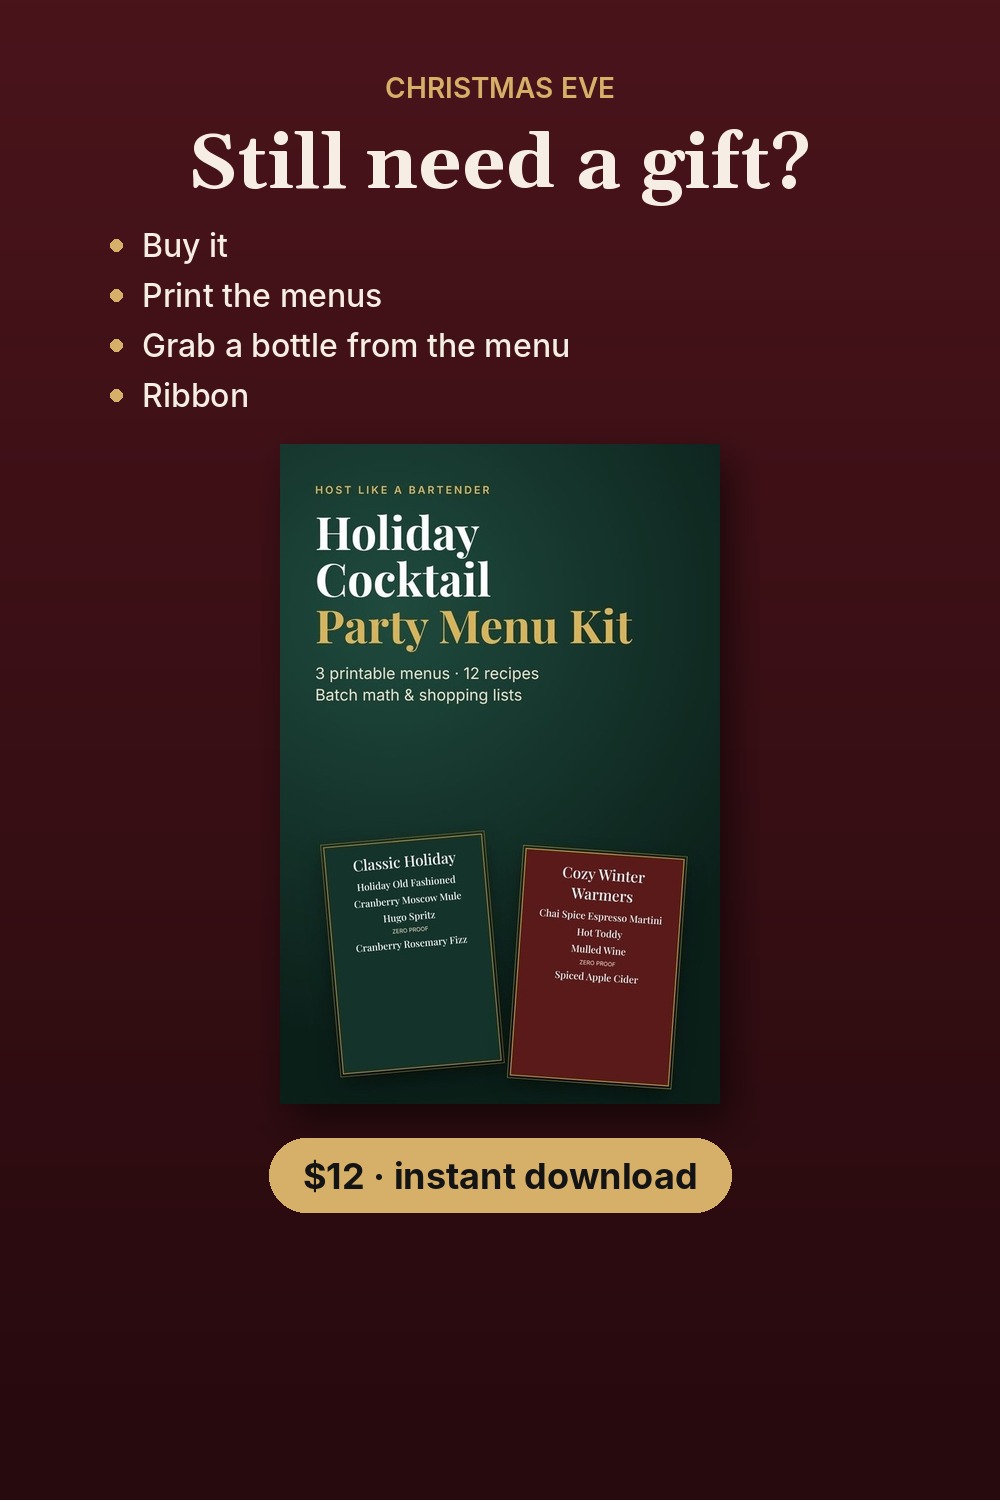 CHRISTMAS EVE
Still need a gift?
Buy it
Print the menus
Grab a bottle from the menu
Ribbon
HOST LIKE A BARTENDER
Holiday
Cocktail
Party Menu Kit
3 printable menus · 12 recipes
Batch math & shopping lists
Classic Holiday
Holiday Old Fashioned
Cranberry Moscow Mule
Hugo Spritz
ZERO PROOF
Cranberry Rosemary Fizz
Cozy Winter
Warmers
Chai Spice Espresso Martini
Hot Toddy
Mulled Wine
ZERO PROOF
Spiced Apple Cider
$12 · instant download